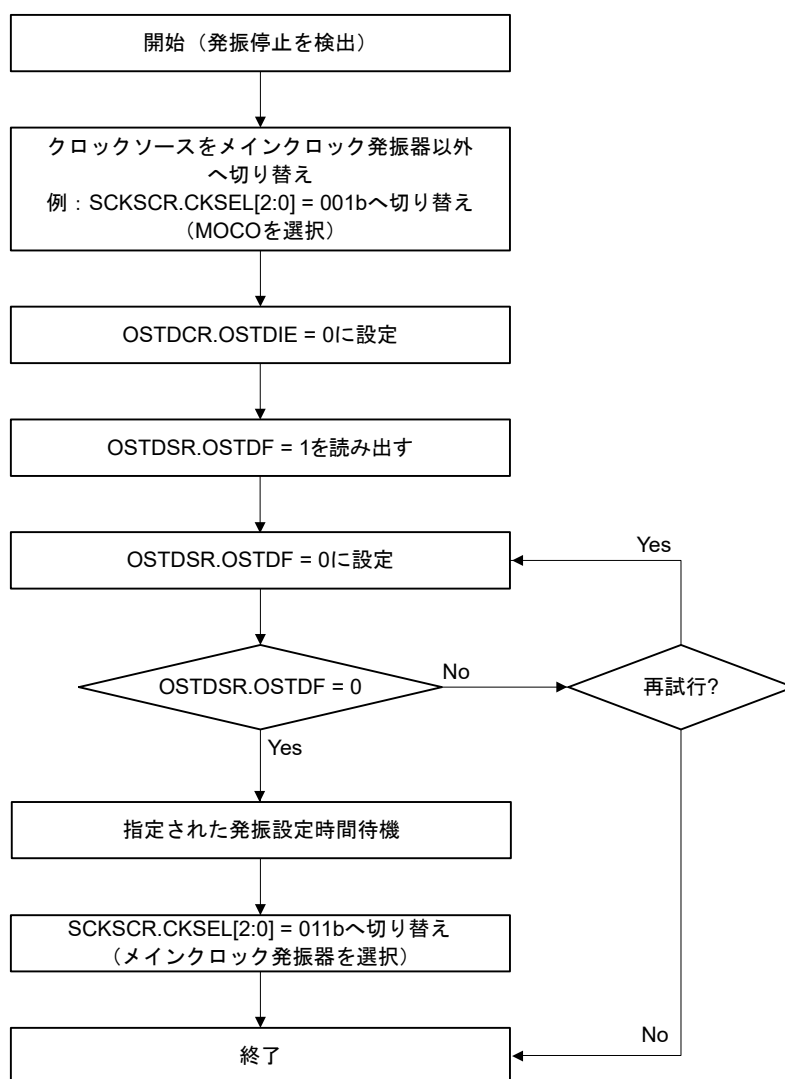 開始（発振停止を検出）
クロックソースをメインクロック発振器以外
へ切り替え
例：SCKSCR.CKSEL[2:0] = 001bへ切り替え
（MOCOを選択）
OSTDCR.OSTDIE = 0に設定
OSTDSR.OSTDF = 1を読み出す
OSTDSR.OSTDF = 0に設定
Yes
OSTDSR.OSTDF = 0
No
再試行?
Yes
指定された発振設定時間待機
SCKSCR.CKSEL[2:0] = 011bへ切り替え
（メインクロック発振器を選択）
No
終了